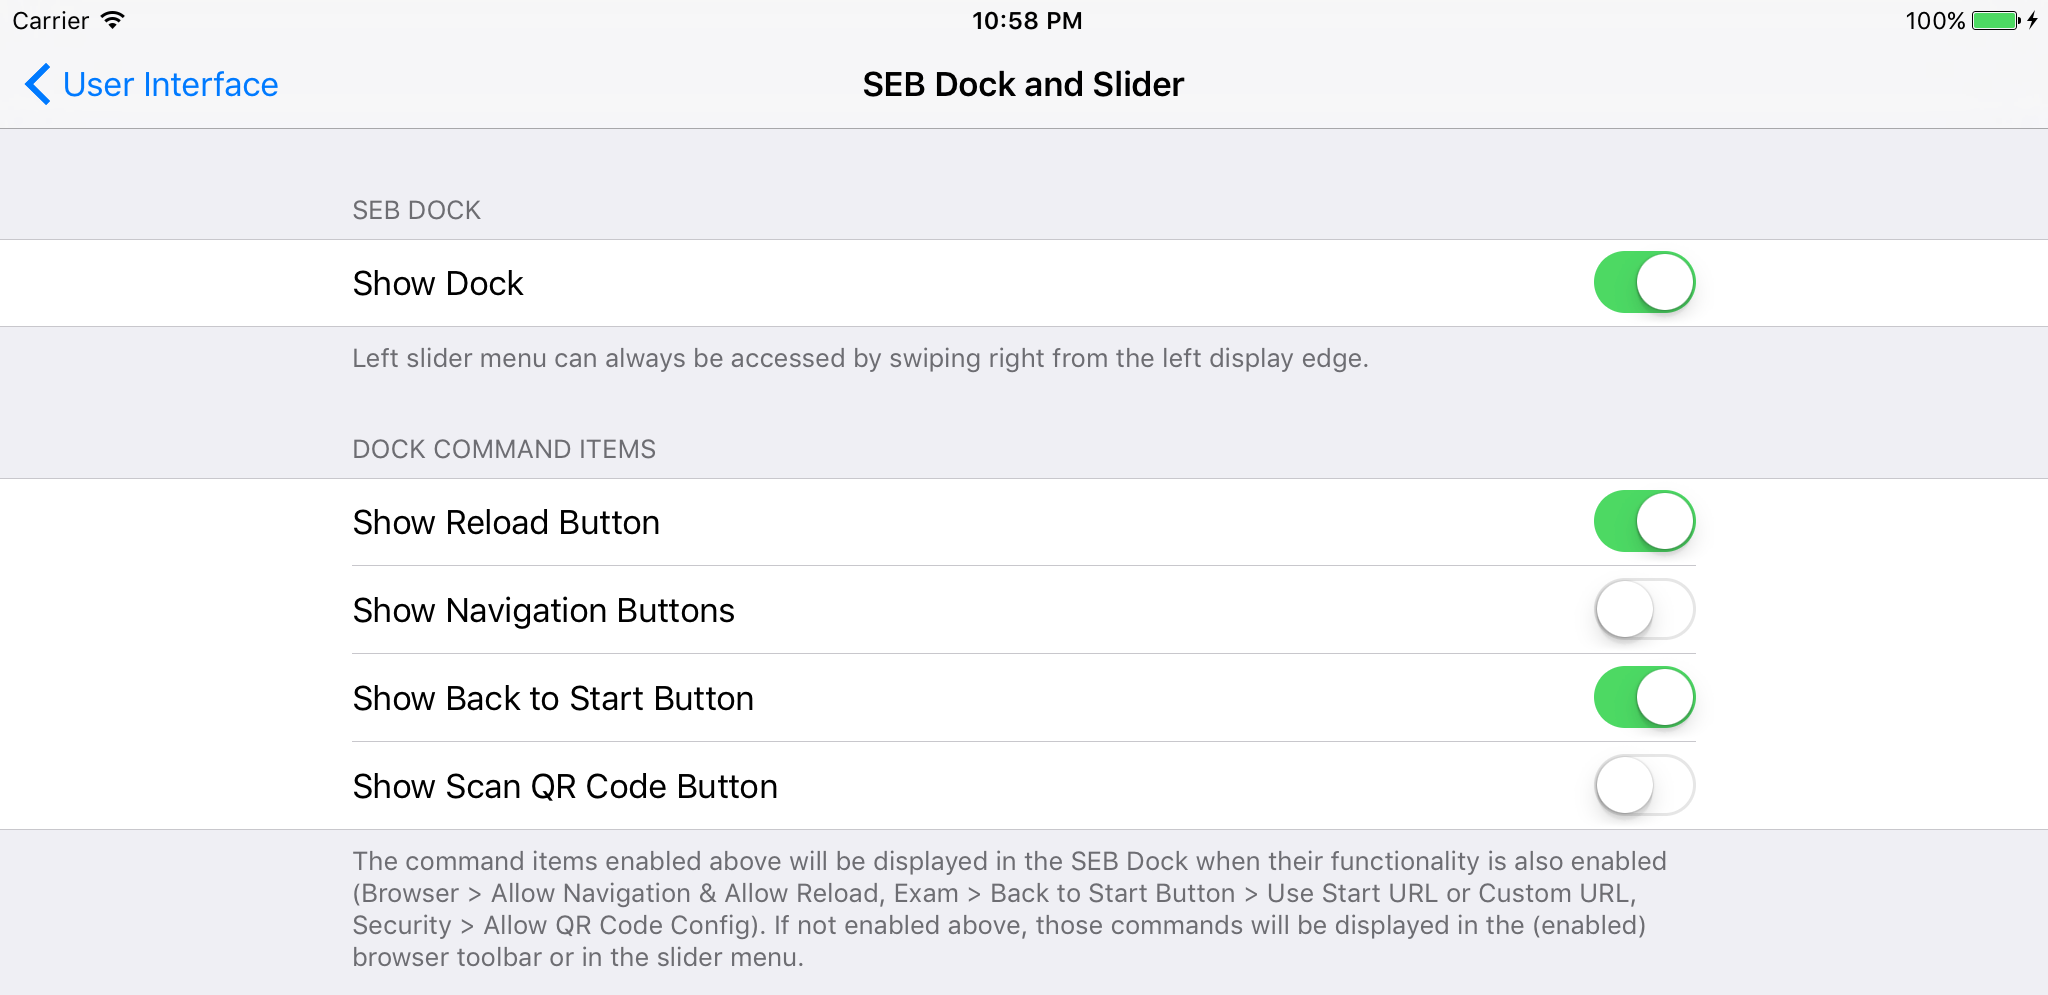 Carrier
10:58 PM
100%
User Interface
SEB Dock and Slider
SEB DOCK
Show Dock
Left slider menu can always be accessed by swiping right from the left display edge.
DOCK COMMAND ITEMS
Show Reload Button
Show Navigation Buttons
Show Back to Start Button
Show Scan QR Code Button
The command items enabled above will be displayed in the SEB Dock when their functionality is also enabled
(Browser > Allow Navigation & Allow Reload, Exam > Back to Start Button > Use Start URL or Custom URL,
Security > Allow QR Code Config). If not enabled above, those commands will be displayed in the (enabled)
browser toolbar or in the slider menu.